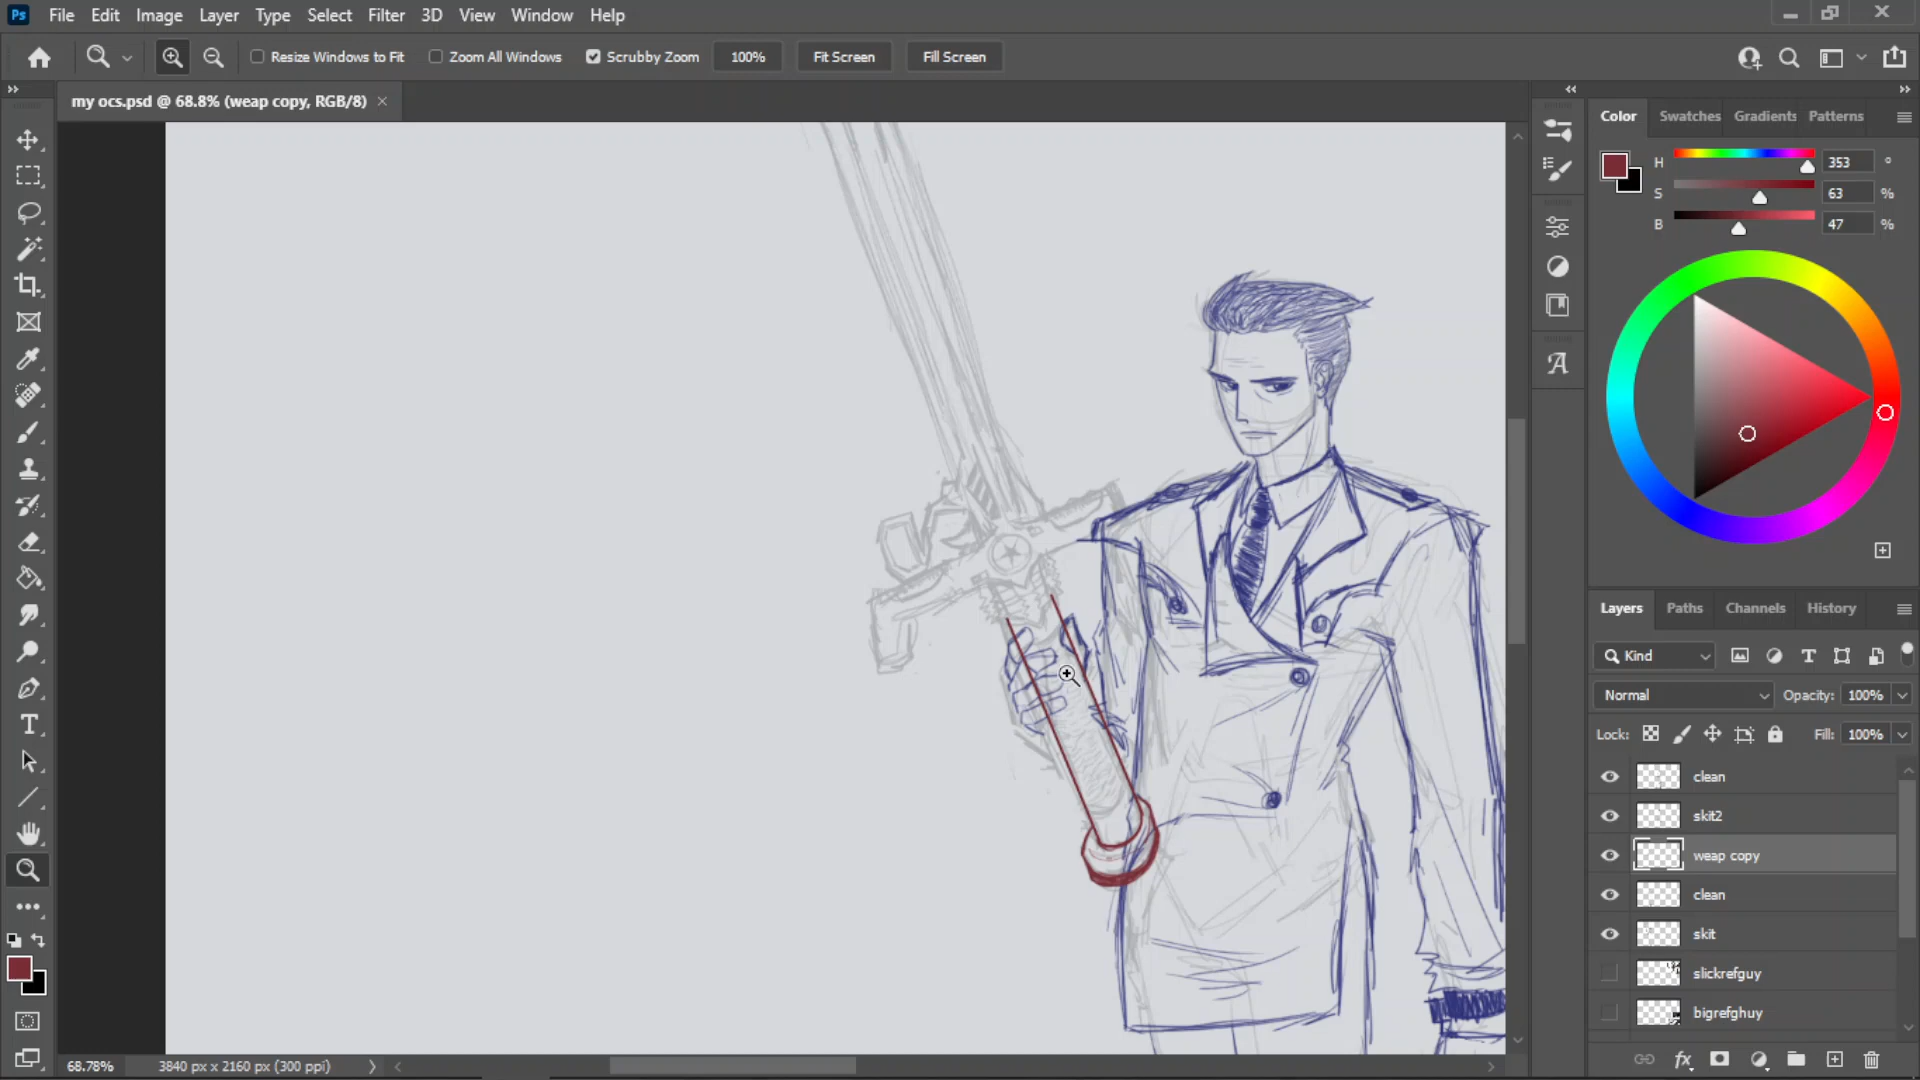 Ps File Edit Image Layer Type Select Filter 3D View Window Help
Resize Windows to Fit Zoom All Windows Scrubby Zoom 100% Fit Screen Fill Screen
my ocs.psd @ 68.8% (weap copy, RGB/8) ×
Color Swatches Gradients Patterns
H 353 °
S 63 %
B 47 %
Layers Paths Channels History
Kind
Normal Opacity: 100%
Lock: Fill: 100%
clean
skit2
weap copy
clean
skit
slickrefguy
bigrefghuy
68.78% 3840 px x 2160 px (300 ppi)